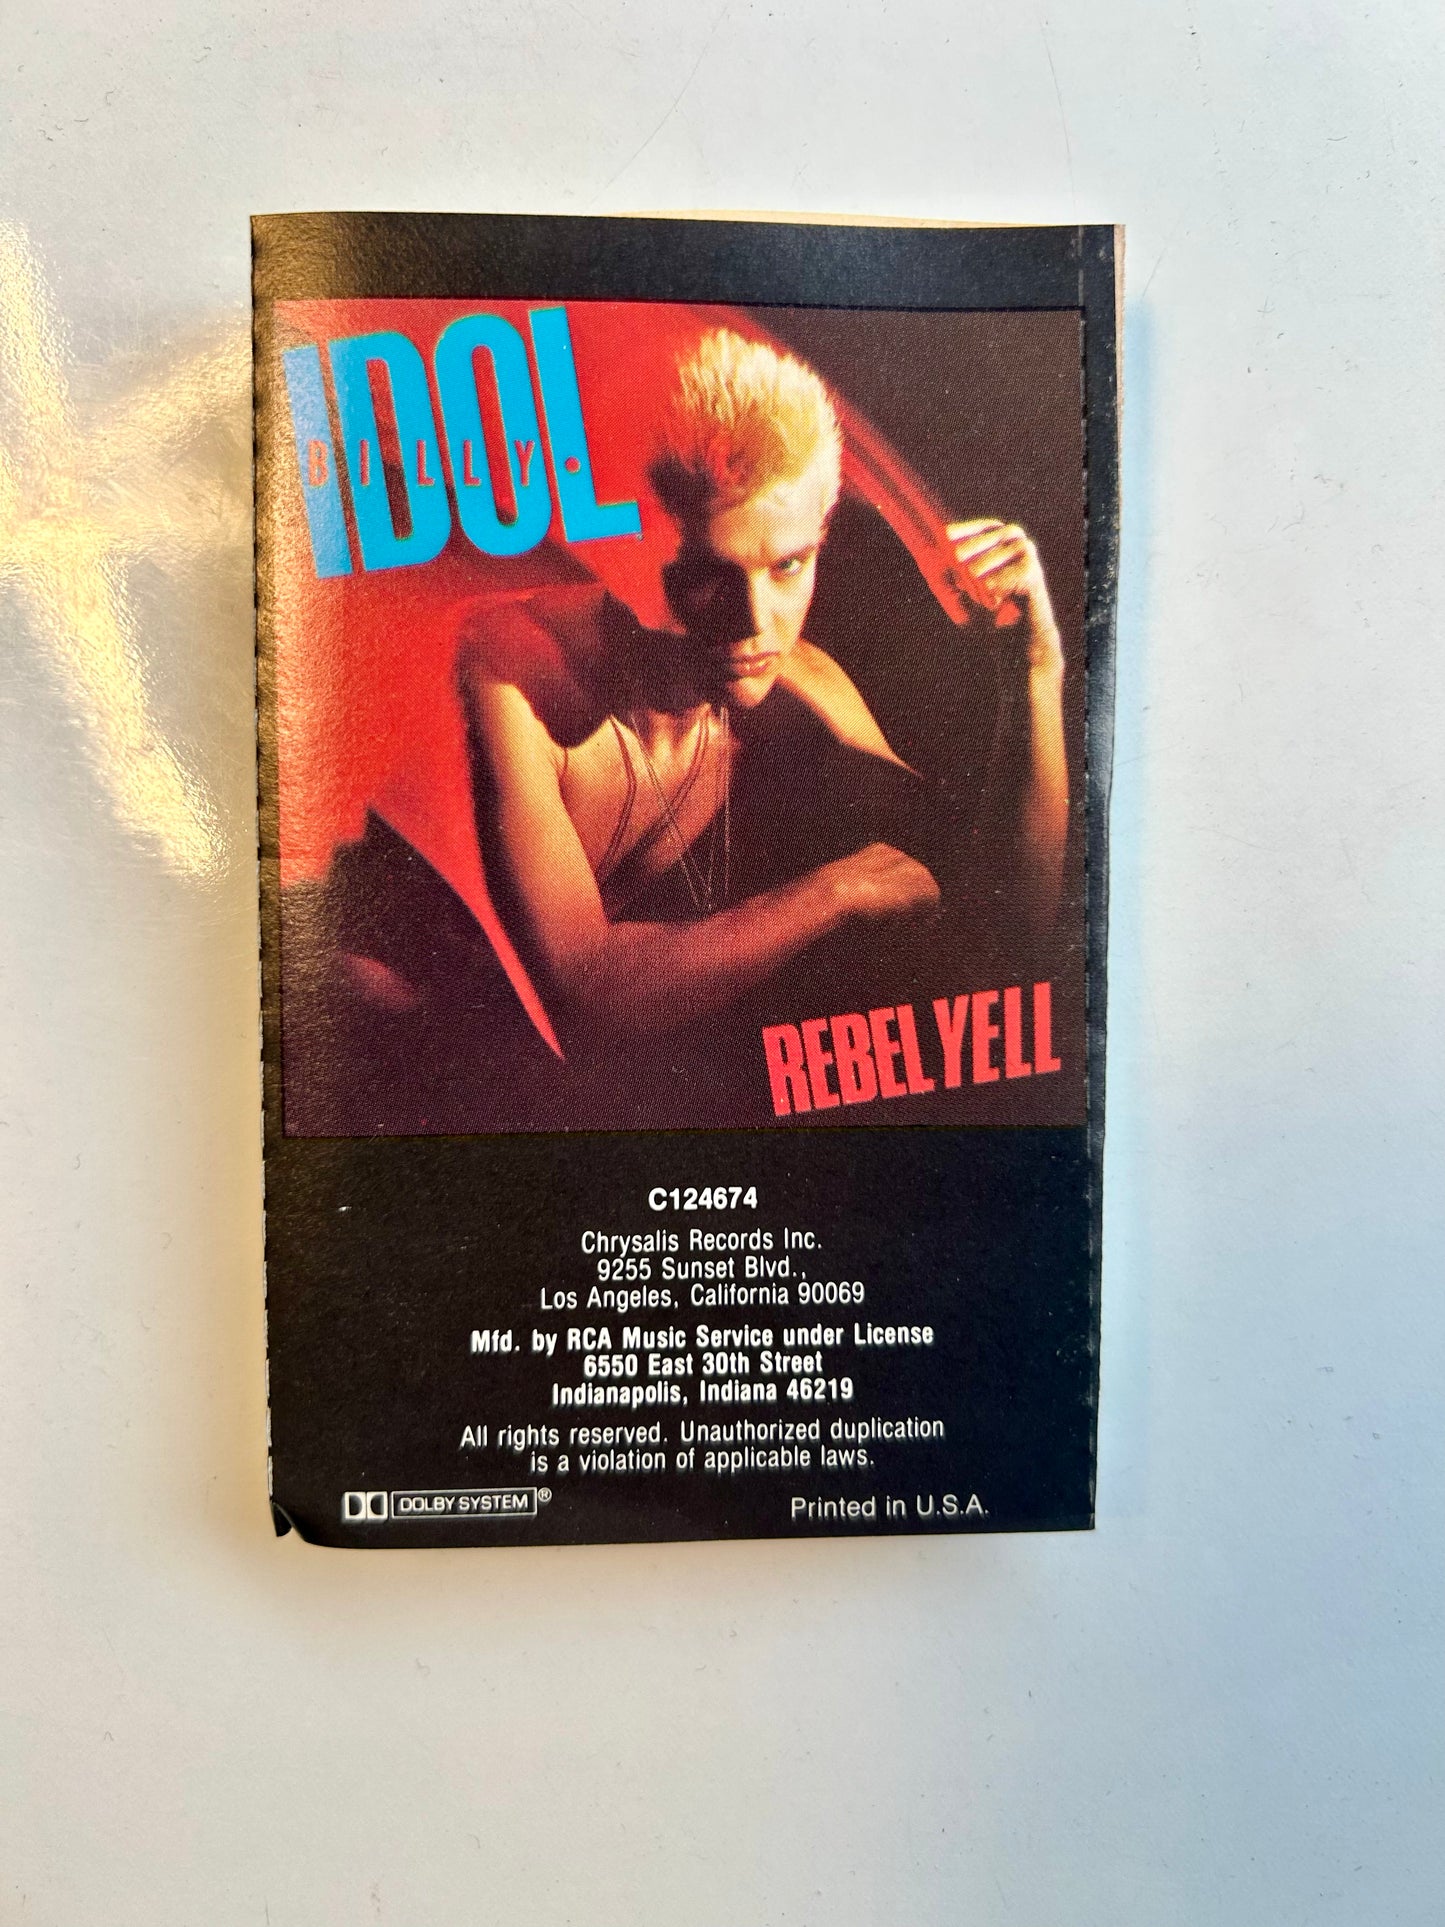 IDOL
BILLY
REBEL YELL
C124674
Chrysalis Records Inc.
9255 Sunset Blvd.,
Los Angeles, California 90069
Mfd. by RCA Music Service under License
6550 East 30th Street
Indianapolis, Indiana 46219
All rights reserved. Unauthorized duplication
is a violation of applicable laws.
DOLBY SYSTEM®
Printed in U.S.A.